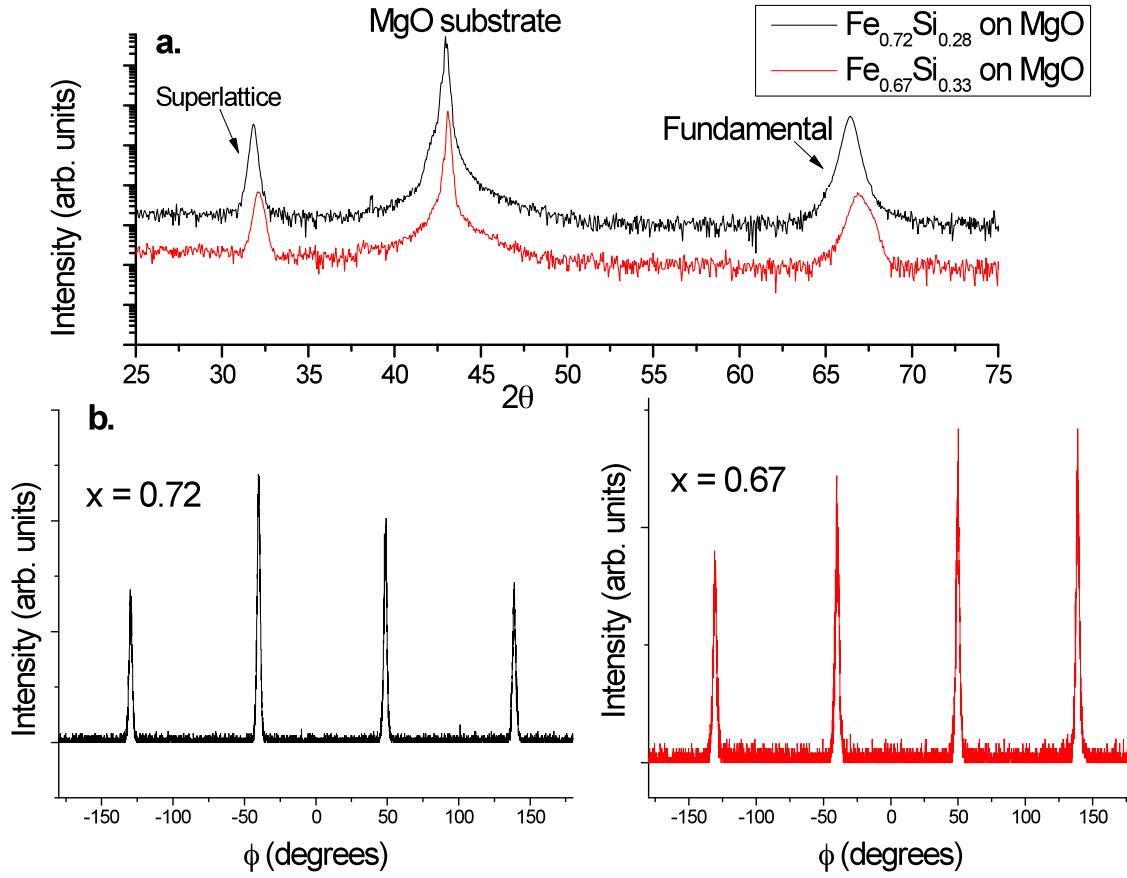 a.
MgO substrate
Fe0.72Si0.28 on MgO
Fe0.67Si0.33 on MgO
Superlattice
Fundamental
Intensity (arb. units)
25 30 35 40 45 50 55 60 65 70 75
2θ
b.
x = 0.72
Intensity (arb. units)
-150 -100 -50 0 50 100 150
ϕ (degrees)
x = 0.67
Intensity (arb. units)
-150 -100 -50 0 50 100 150
ϕ (degrees)